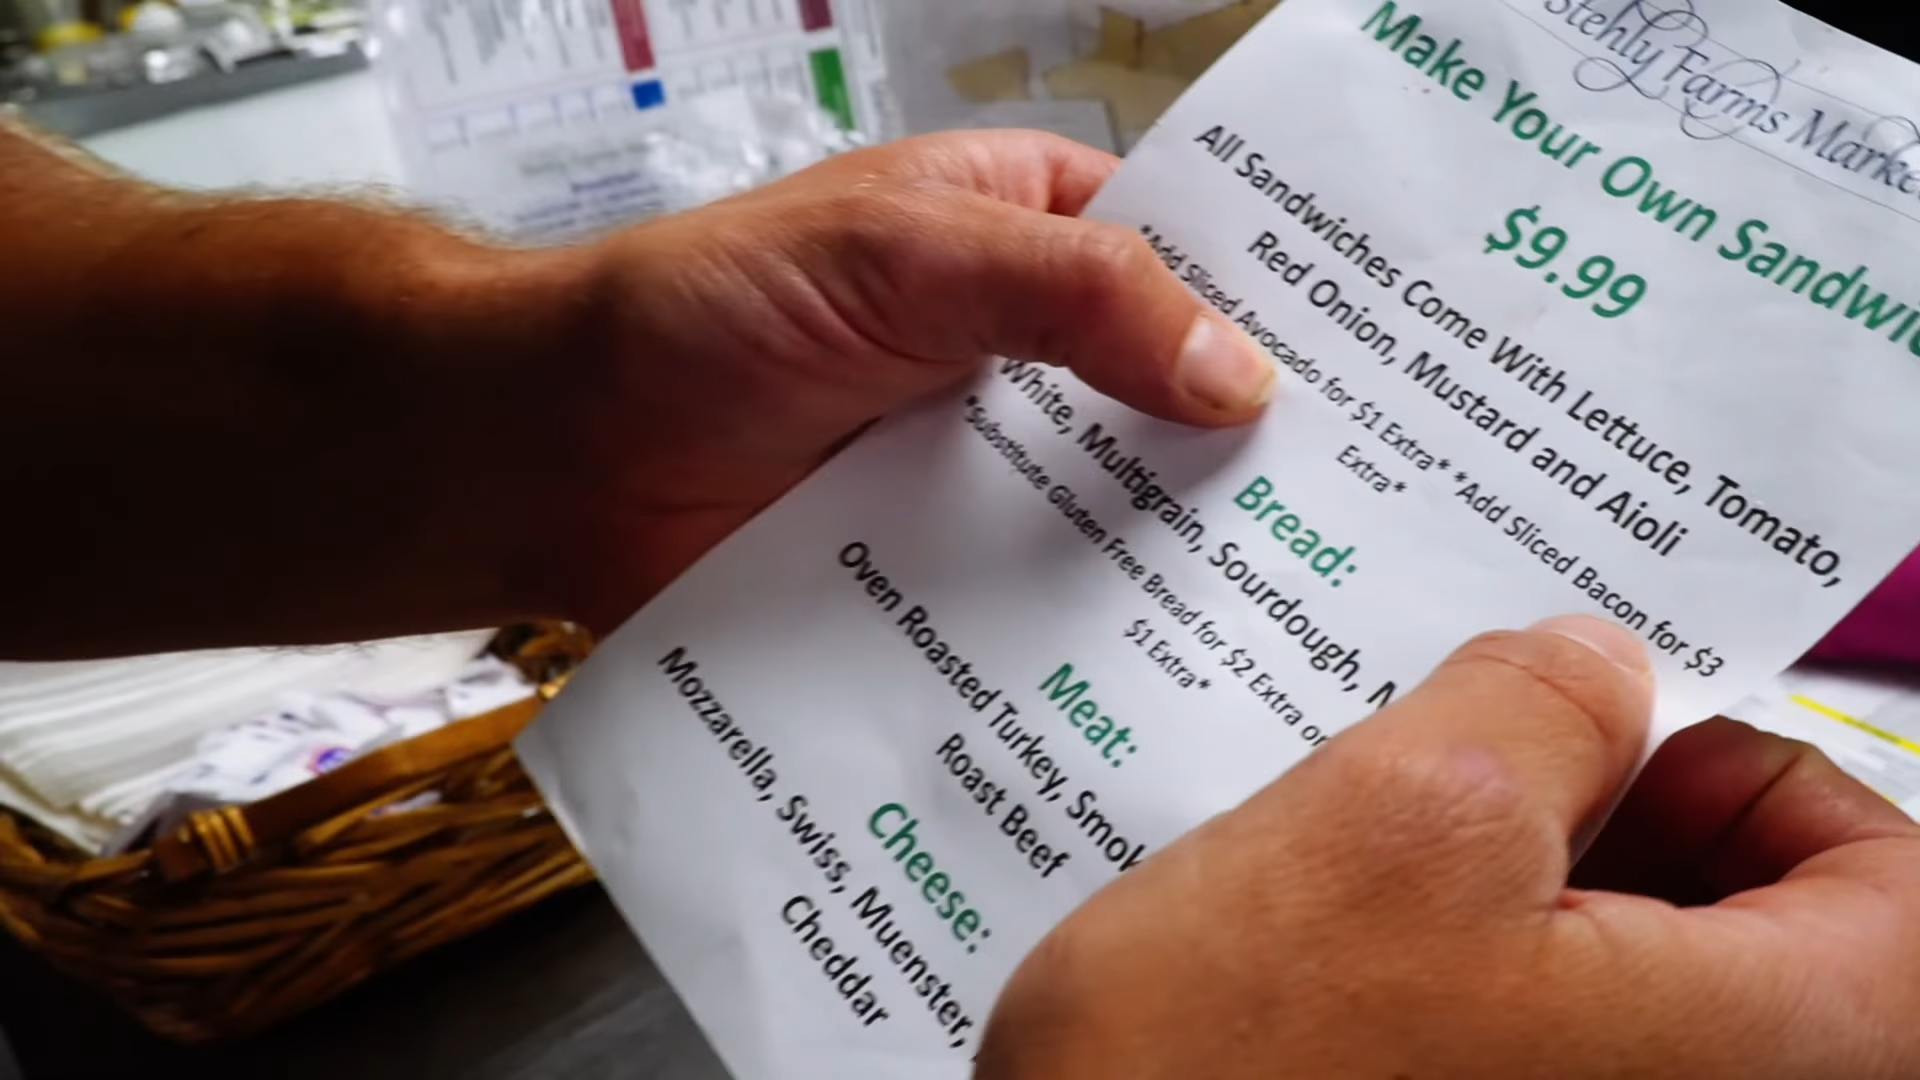 Stehly Farms Marke
Make Your Own Sandwic
$9.99
All Sandwiches Come With Lettuce, Tomato,
Red Onion, Mustard and Aioli
*Add Sliced Avocado for $1 Extra* *Add Sliced Bacon for $3
Extra*
Bread:
White, Multigrain, Sourdough,
*Substitute Gluten Free Bread for $2 Extra or
$1 Extra*
Meat:
Oven Roasted Turkey, Smok
Roast Beef
Cheese:
Mozzarella, Swiss, Muenster,
Cheddar